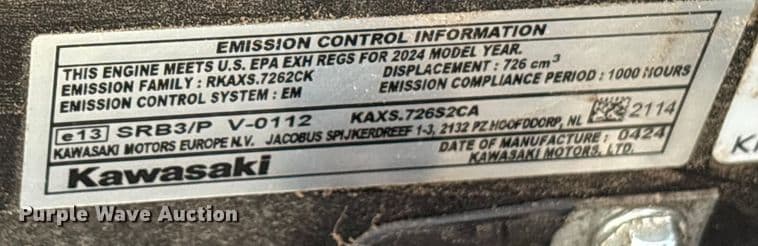 EMISSION CONTROL INFORMATION
THIS ENGINE MEETS U.S. EPA EXH REGS FOR 2024 MODEL YEAR.
EMISSION FAMILY : RKAXS.7262CK DISPLACEMENT : 726 cm³
EMISSION CONTROL SYSTEM : EM EMISSION COMPLIANCE PERIOD : 1000 HOURS
e13 SRB3/P V-0112 KAXS.726S2CA 2114
KAWASAKI MOTORS EUROPE N.V. JACOBUS SPIJKERDREEF 1-3, 2132 PZ HOOFDDORP, NL
DATE OF MANUFACTURE : 0424
Kawasaki KAWASAKI MOTORS, LTD.
Purple Wave Auction